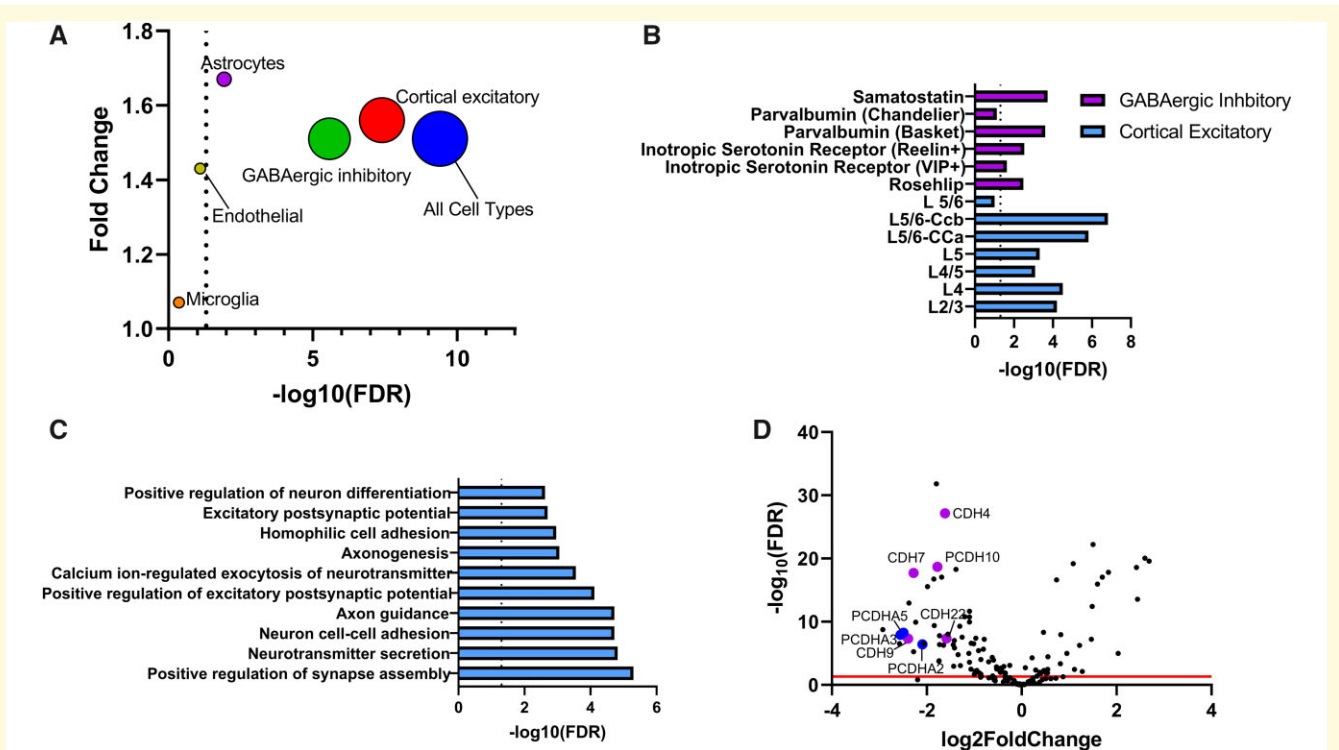 A
1.8
1.6
1.4
1.2
1.0
Fold Change
Astrocytes
Cortical excitatory
GABAergic inhibitory
All Cell Types
Endothelial
Microglia
0 5 10
-log10(FDR)
B
Samatostatin
Parvalbumin (Chandelier)
Parvalbumin (Basket)
Inotropic Serotonin Receptor (Reelin+)
Inotropic Serotonin Receptor (VIP+)
Rosehlip
L 5/6
L5/6-Ccb
L5/6-CCa
L5
L4/5
L4
L2/3
0 2 4 6 8
-log10(FDR)
GABAergic Inhbitory
Cortical Excitatory
C
Positive regulation of neuron differentiation
Excitatory postsynaptic potential
Homophilic cell adhesion
Axonogenesis
Calcium ion-regulated exocytosis of neurotransmitter
Positive regulation of excitatory postsynaptic potential
Axon guidance
Neuron cell-cell adhesion
Neurotransmitter secretion
Positive regulation of synapse assembly
0 2 4 6
-log10(FDR)
D
40
30
20
10
0
-log10(FDR)
CDH4
CDH7
PCDH10
PCDHA5
CDH22
PCDHA3
CDH9
PCDHA2
-4 -2 0 2 4
log2FoldChange